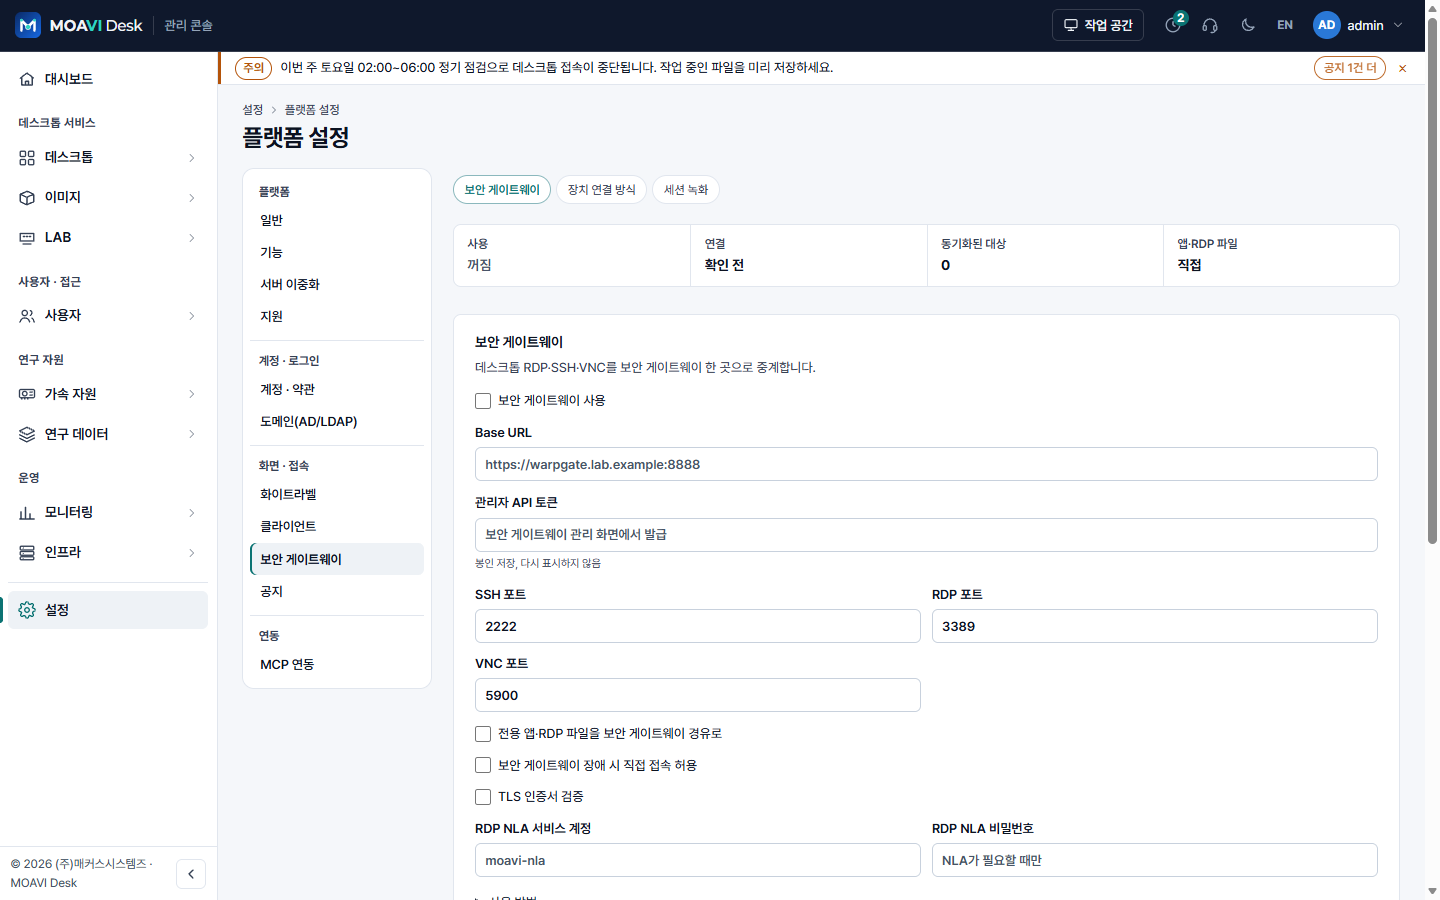 MOAVI Desk
관리 콘솔
작업 공간
2
EN
AD
admin
대시보드
데스크톱 서비스
데스크톱
이미지
LAB
사용자 · 접근
사용자
연구 자원
가속 자원
연구 데이터
운영
모니터링
인프라
설정
© 2026 (주)매커스시스템즈 ·
MOAVI Desk
주의
이번 주 토요일 02:00~06:00 정기 점검으로 데스크톱 접속이 중단됩니다. 작업 중인 파일을 미리 저장하세요.
공지 1건 더
설정 > 플랫폼 설정
플랫폼 설정
플랫폼
일반
기능
서버 이중화
지원
계정 · 로그인
계정 · 약관
도메인(AD/LDAP)
화면 · 접속
화이트라벨
클라이언트
보안 게이트웨이
공지
연동
MCP 연동
보안 게이트웨이
장치 연결 방식
세션 녹화
사용
꺼짐
연결
확인 전
동기화된 대상
0
앱·RDP 파일
직접
보안 게이트웨이
데스크톱 RDP·SSH·VNC를 보안 게이트웨이 한 곳으로 중계합니다.
보안 게이트웨이 사용
Base URL
https://warpgate.lab.example:8888
관리자 API 토큰
보안 게이트웨이 관리 화면에서 발급
봉인 저장, 다시 표시하지 않음
SSH 포트
2222
RDP 포트
3389
VNC 포트
5900
전용 앱·RDP 파일을 보안 게이트웨이 경유로
보안 게이트웨이 장애 시 직접 접속 허용
TLS 인증서 검증
RDP NLA 서비스 계정
moavi-nla
RDP NLA 비밀번호
NLA가 필요할 때만